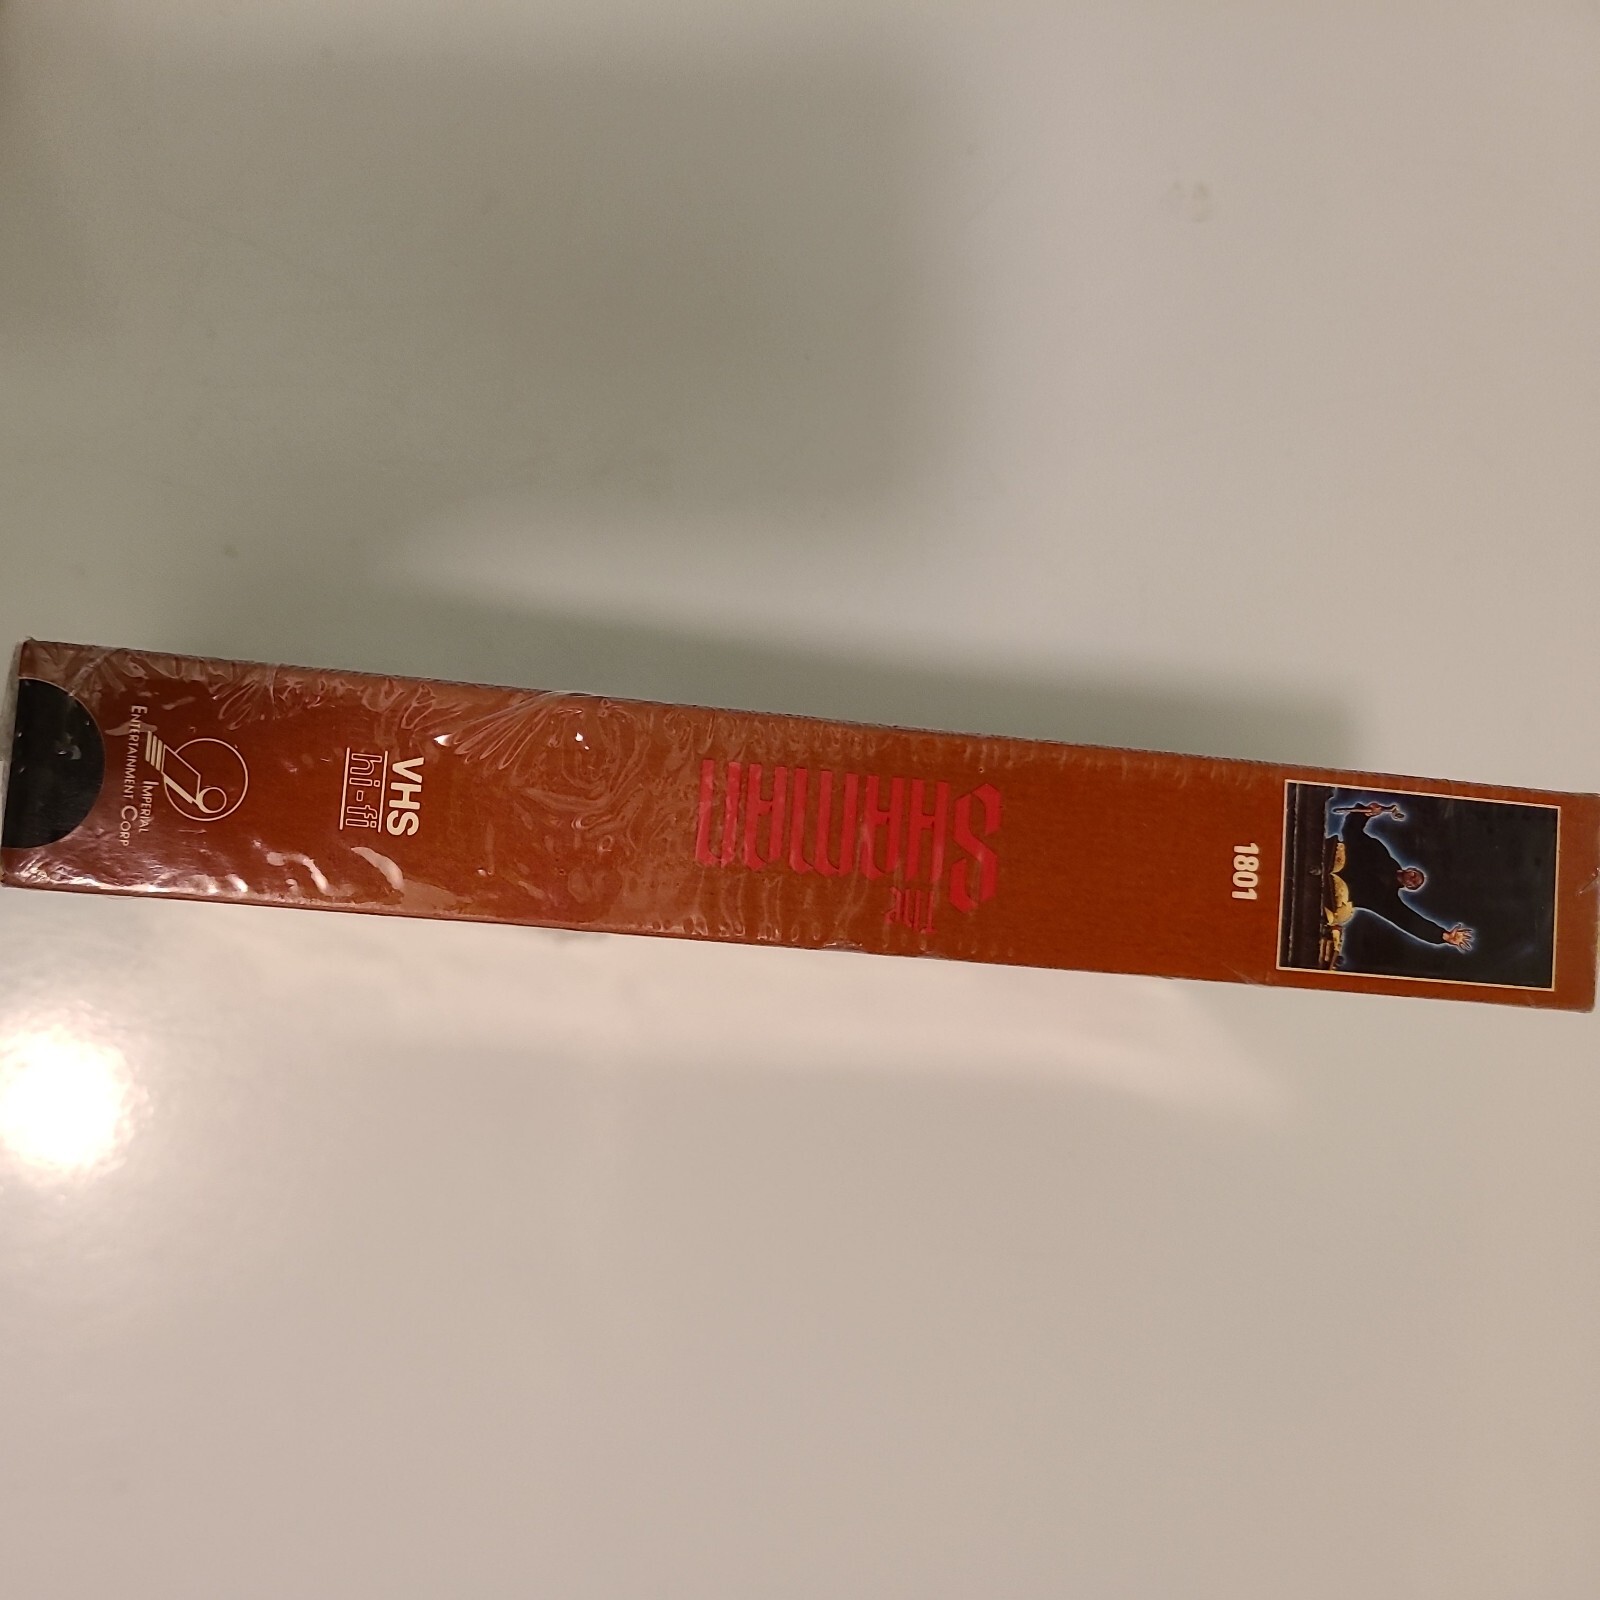 1801
THE
SHAMAN
VHS
hi-fi
IMPERIAL
ENTERTAINMENT CORP